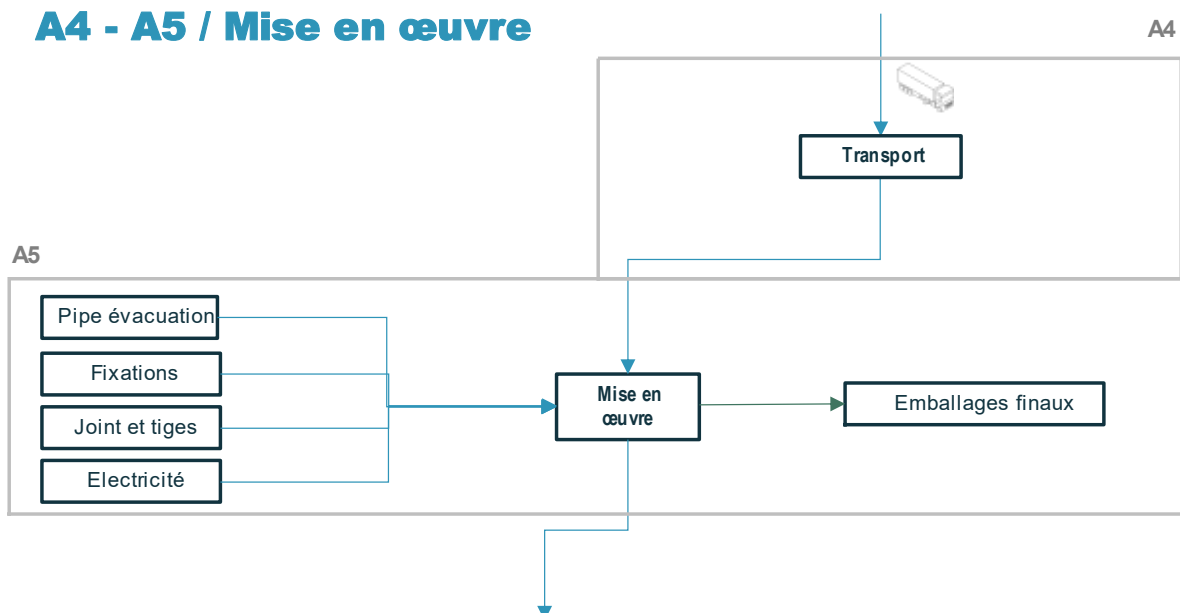 A4 - A5 / Mise en œuvre
A4
Transport
A5
Pipe évacuation
Fixations
Joint et tiges
Electricité
Mise en
œuvre
Emballages finaux